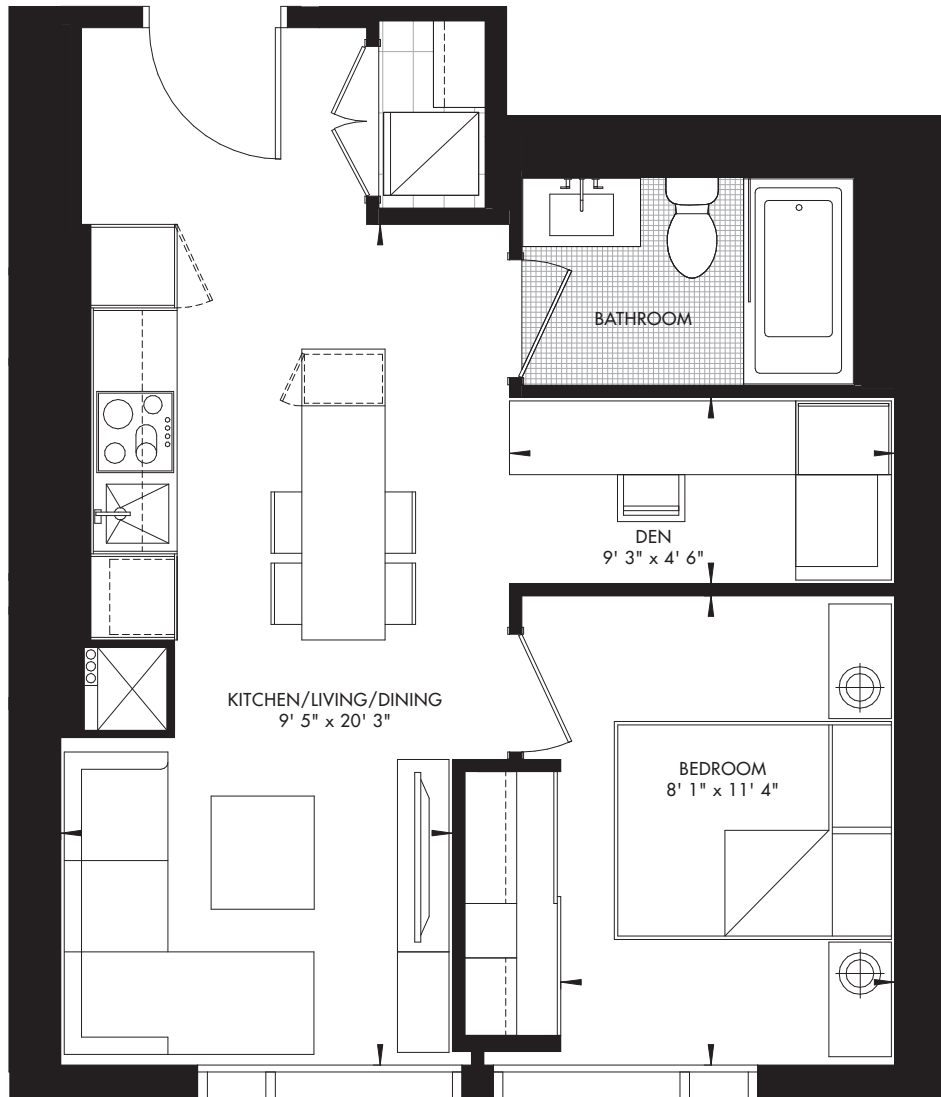 BATHROOM
DEN
9' 3" x 4' 6"
KITCHEN/LIVING/DINING
9' 5" x 20' 3"
BEDROOM
8' 1" x 11' 4"